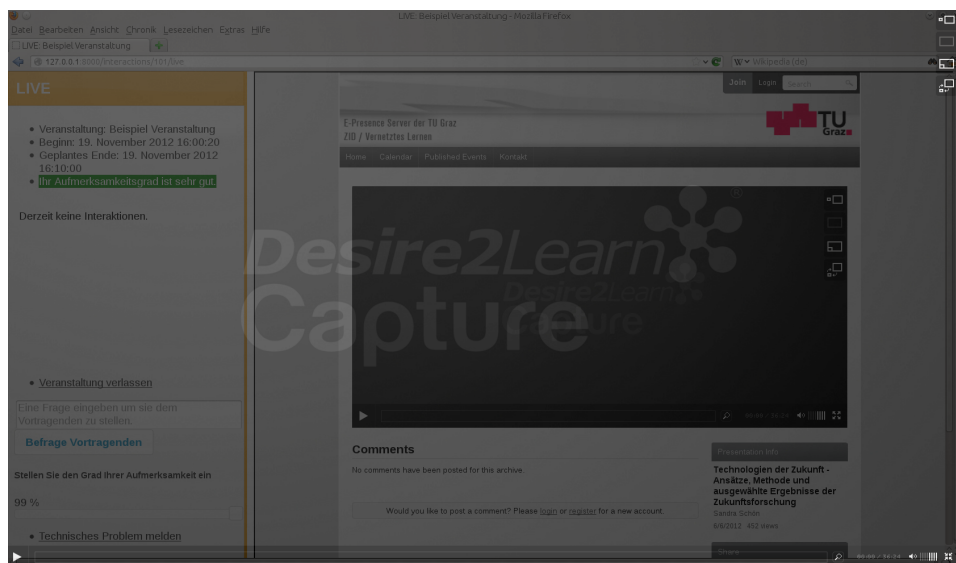 LIVE: Beispiel Veranstaltung - Mozilla Firefox
Datei Bearbeiten Ansicht Chronik Lesezeichen Extras Hilfe
LIVE: Beispiel Veranstaltung
127.0.0.1:8000/interactions/101/live
Wikipedia (de)
LIVE
Veranstaltung: Beispiel Veranstaltung
Beginn: 19. November 2012 16:00:20
Geplantes Ende: 19. November 2012
16:10:00
Ihr Aufmerksamkeitsgrad ist sehr gut.
Derzeit keine Interaktionen.
Veranstaltung verlassen
Eine Frage eingeben um sie dem
Vortragenden zu stellen.
Befrage Vortragenden
Stellen Sie den Grad Ihrer Aufmerksamkeit ein
99 %
Technisches Problem melden
Join Login Search
E-Presence Server der TU Graz
ZID / Vernetztes Lernen
TU
Graz
Home Calendar Published Events Kontakt
Desire2Learn
Capture
Desire2Learn
Capture
Comments
No comments have been posted for this archive.
Would you like to post a comment? Please login or register for a new account.
Presentation Info
Technologien der Zukunft -
Ansätze, Methode und
ausgewählte Ergebnisse der
Zukunftsforschung
Sandra Schön
6/6/2012 452 views
Share